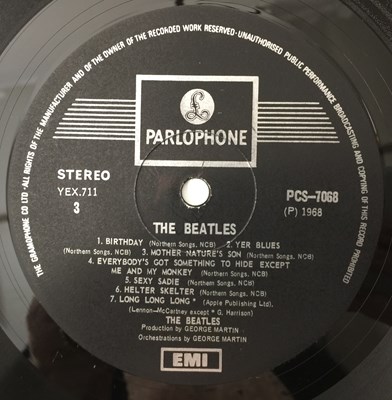 THE GRAMOPHONE CO LTD · ALL RIGHTS OF THE MANUFACTURER AND OF THE OWNER OF THE RECORDED WORK RESERVED · UNAUTHORISED PUBLIC PERFORMANCE BROADCASTING AND COPYING OF THIS RECORD PROHIBITED
£
PARLOPHONE
STEREO
YEX.711
3
PCS–7068
(P) 1968
THE BEATLES
1. BIRTHDAY (Northern Songs, NCB) 2. YER BLUES
(Northern Songs, NCB) 3. MOTHER NATURE'S SON (Northern Songs, NCB)
4. EVERYBODY'S GOT SOMETHING TO HIDE EXCEPT
ME AND MY MONKEY (Northern Songs, NCB)
5. SEXY SADIE (Northern Songs, NCB)
6. HELTER SKELTER (Northern Songs, NCB)
7. LONG LONG LONG* (Apple Publishing Ltd).
(Lennon–McCartney except * G. Harrison)
THE BEATLES
Production by GEORGE MARTIN
Orchestrations by GEORGE MARTIN
EMI